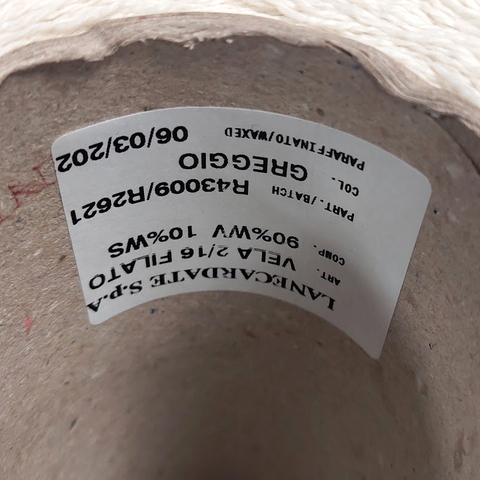 LANECARDATE S.p.A
ART. VELA 2/16 FILATO
COMP. 90%WV 10%WS
PART./BATCH R43009/R2621
COL. GREGGIO
PARAFFINATO/WAXED 06/03/202